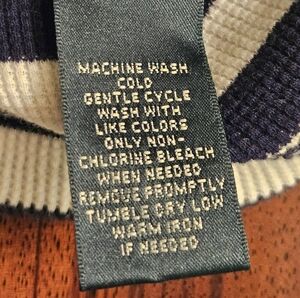 MACHINE WASH
COLD
GENTLE CYCLE
WASH WITH
LIKE COLORS
ONLY NON-
CHLORINE BLEACH
WHEN NEEDED
REMOVE PROMPTLY
TUMBLE DRY LOW
WARM IRON
IF NEEDED